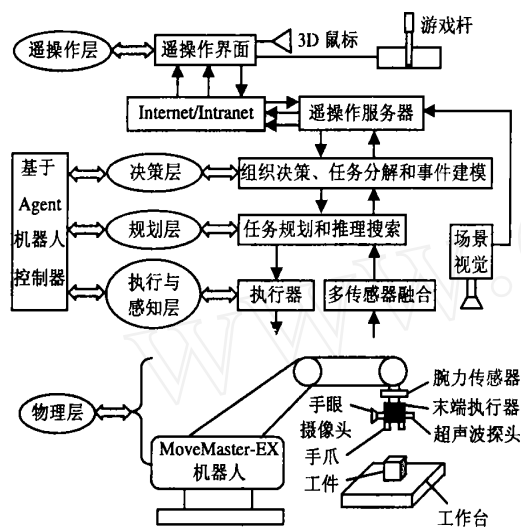 游戏杆
遥操作层
遥操作界面
3D 鼠标
Internet/Intranet
遥操作服务器
基于
Agent
机器人
控制器
决策层
组织决策、任务分解和事件建模
规划层
任务规划和推理搜索
场景
视觉
执行与
感知层
执行器
多传感器融合
物理层
腕力传感器
手眼
摄像头
末端执行器
超声波探头
手爪
MoveMaster-EX
机器人
工件
工作台